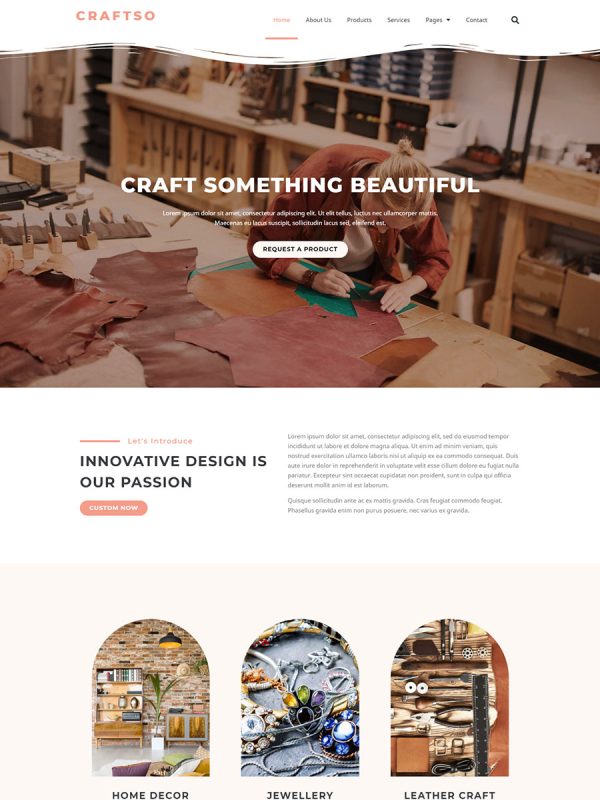 CRAFTSO
Home About Us Products Services Pages Contact
CRAFT SOMETHING BEAUTIFUL
Lorem ipsum dolor sit amet, consectetur adipiscing elit. Ut elit tellus, luctus nec ullamcorper mattis.
Maecenas eu lacus suscipit, sollicitudin lacus sed, eleifend est.
REQUEST A PRODUCT
Let's Introduce
INNOVATIVE DESIGN IS
OUR PASSION
CUSTOM NOW
Lorem ipsum dolor sit amet, consectetur adipiscing elit, sed do eiusmod tempor
incididunt ut labore et dolore magna aliqua. Ut enim ad minim veniam, quis
nostrud exercitation ullamco laboris nisi ut aliquip ex ea commodo consequat. Duis
aute irure dolor in reprehenderit in voluptate velit esse cillum dolore eu fugiat nulla
pariatur. Excepteur sint occaecat cupidatat non proident, sunt in culpa qui officia
deserunt mollit anim id est laborum.
Quisque sollicitudin ante ac ex mattis gravida. Cras feugiat commodo feugiat.
Phasellus gravida enim non purus posuere, nec varius ex gravida.
HOME DECOR
JEWELLERY
LEATHER CRAFT